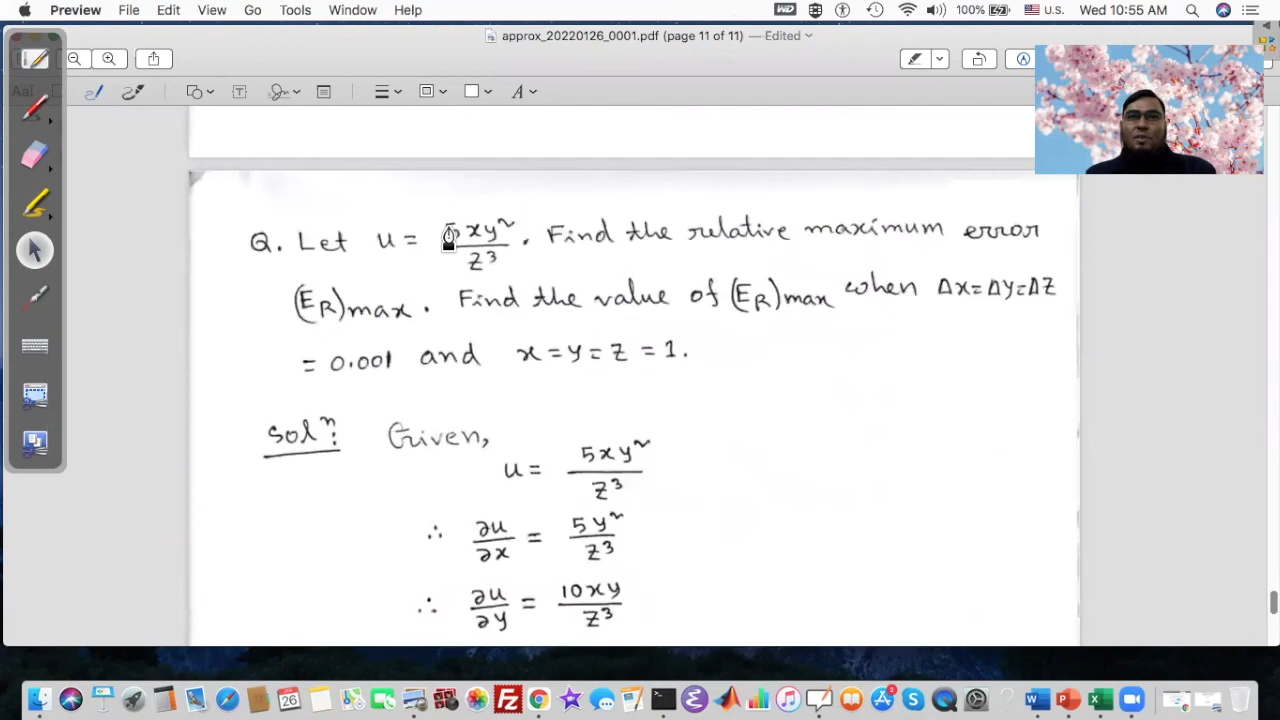 Preview File Edit View Go Tools Window Help 100% U.S. Wed 10:55 AM
approx_20220126_0001.pdf (page 11 of 11) — Edited
Q. Let u = 5xy² / z³ . Find the relative maximum error
(E_R)max . Find the value of (E_R)max when Δx=Δy=Δz
= 0.001 and x = y = z = 1.
Solⁿ: Given,
u = 5xy² / z³
∴ ∂u/∂x = 5y² / z³
∴ ∂u/∂y = 10xy / z³